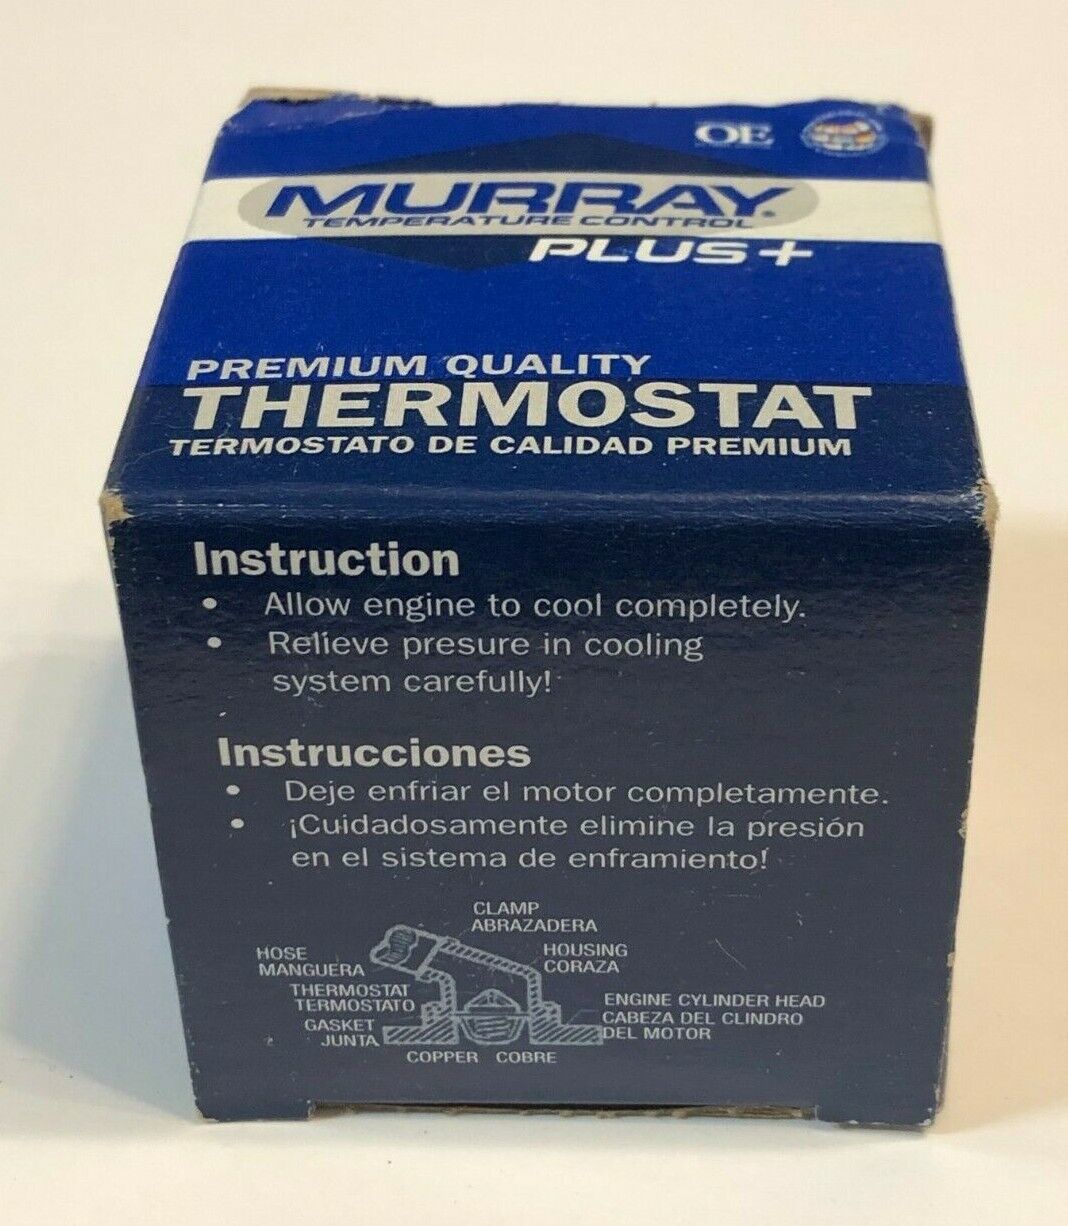 OE
MURRAY®
TEMPERATURE CONTROL
PLUS+
PREMIUM QUALITY
THERMOSTAT
TERMOSTATO DE CALIDAD PREMIUM
Instruction
• Allow engine to cool completely.
• Relieve presure in cooling
system carefully!
Instrucciones
• Deje enfriar el motor completamente.
• ¡Cuidadosamente elimine la presión
en el sistema de enframiento!
CLAMP
ABRAZADERA
HOSE
MANGUERA
HOUSING
CORAZA
THERMOSTAT
TERMOSTATO
ENGINE CYLINDER HEAD
CABEZA DEL CLINDRO
DEL MOTOR
GASKET
JUNTA
COPPER COBRE